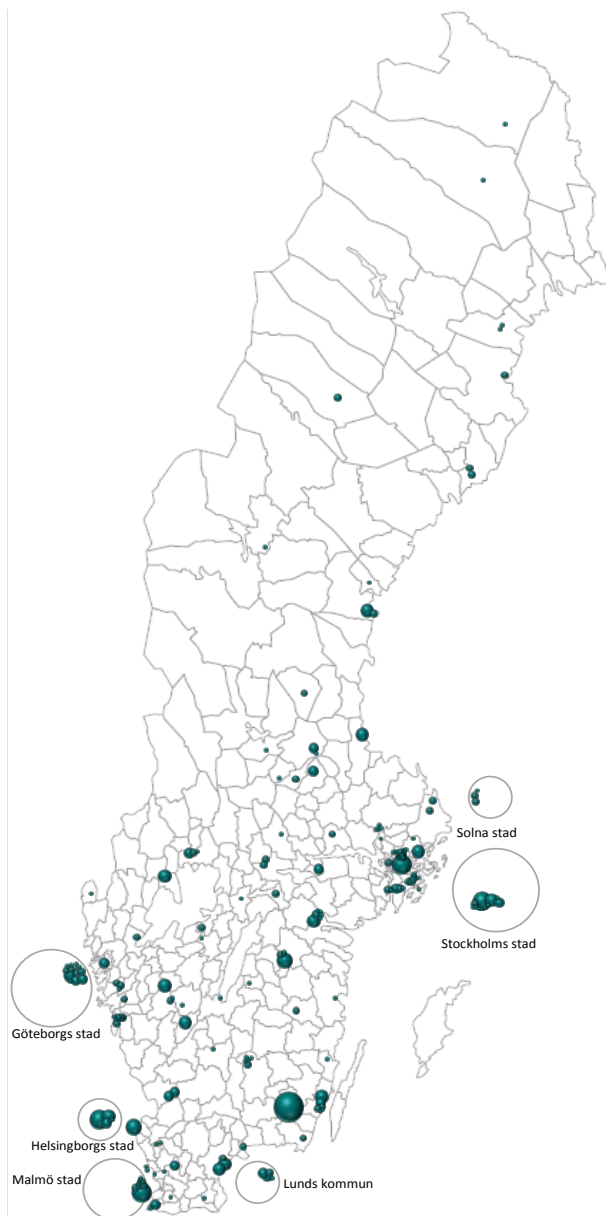 Solna stad
Stockholms stad
Göteborgs stad
Helsingborgs stad
Malmö stad
Lunds kommun